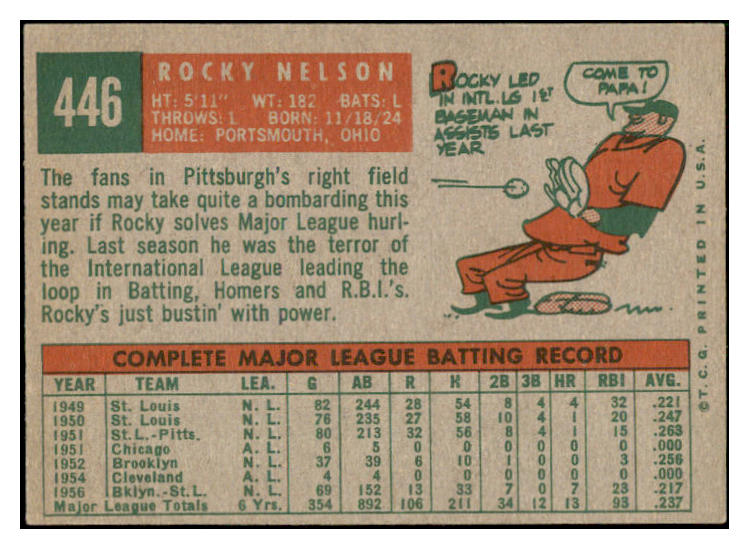 446
ROCKY NELSON
HT: 5'11" WT: 182 BATS: L
THROWS: L BORN: 11/18/24
HOME: PORTSMOUTH, OHIO
ROCKY LED
IN INTL. LG 1ST
BASEMAN IN
ASSISTS LAST
YEAR
COME TO
PAPA!
The fans in Pittsburgh's right field
stands may take quite a bombarding this
year if Rocky solves Major League hurl-
ing. Last season he was the terror of
the International League leading the
loop in Batting, Homers and R.B.I.'s.
Rocky's just bustin' with power.
COMPLETE MAJOR LEAGUE BATTING RECORD
YEAR TEAM LEA. G AB R H 2B 3B HR RBI AVG.
1949 St. Louis N. L. 82 244 28 54 8 4 4 32 .221
1950 St. Louis N. L. 76 235 27 58 10 4 1 20 .247
1951 St.L.-Pitts. N. L. 80 213 32 56 8 4 1 15 .263
1951 Chicago A. L. 6 5 0 0 0 0 0 0 .000
1952 Brooklyn N. L. 37 39 6 10 1 0 0 3 .256
1954 Cleveland A. L. 4 4 0 0 0 0 0 0 .000
1956 Bklyn.-St.L. N. L. 69 152 13 33 7 0 7 23 .217
Major League Totals 6 Yrs. 354 892 106 211 34 12 13 93 .237
©T. C. G. PRINTED IN U.S.A.